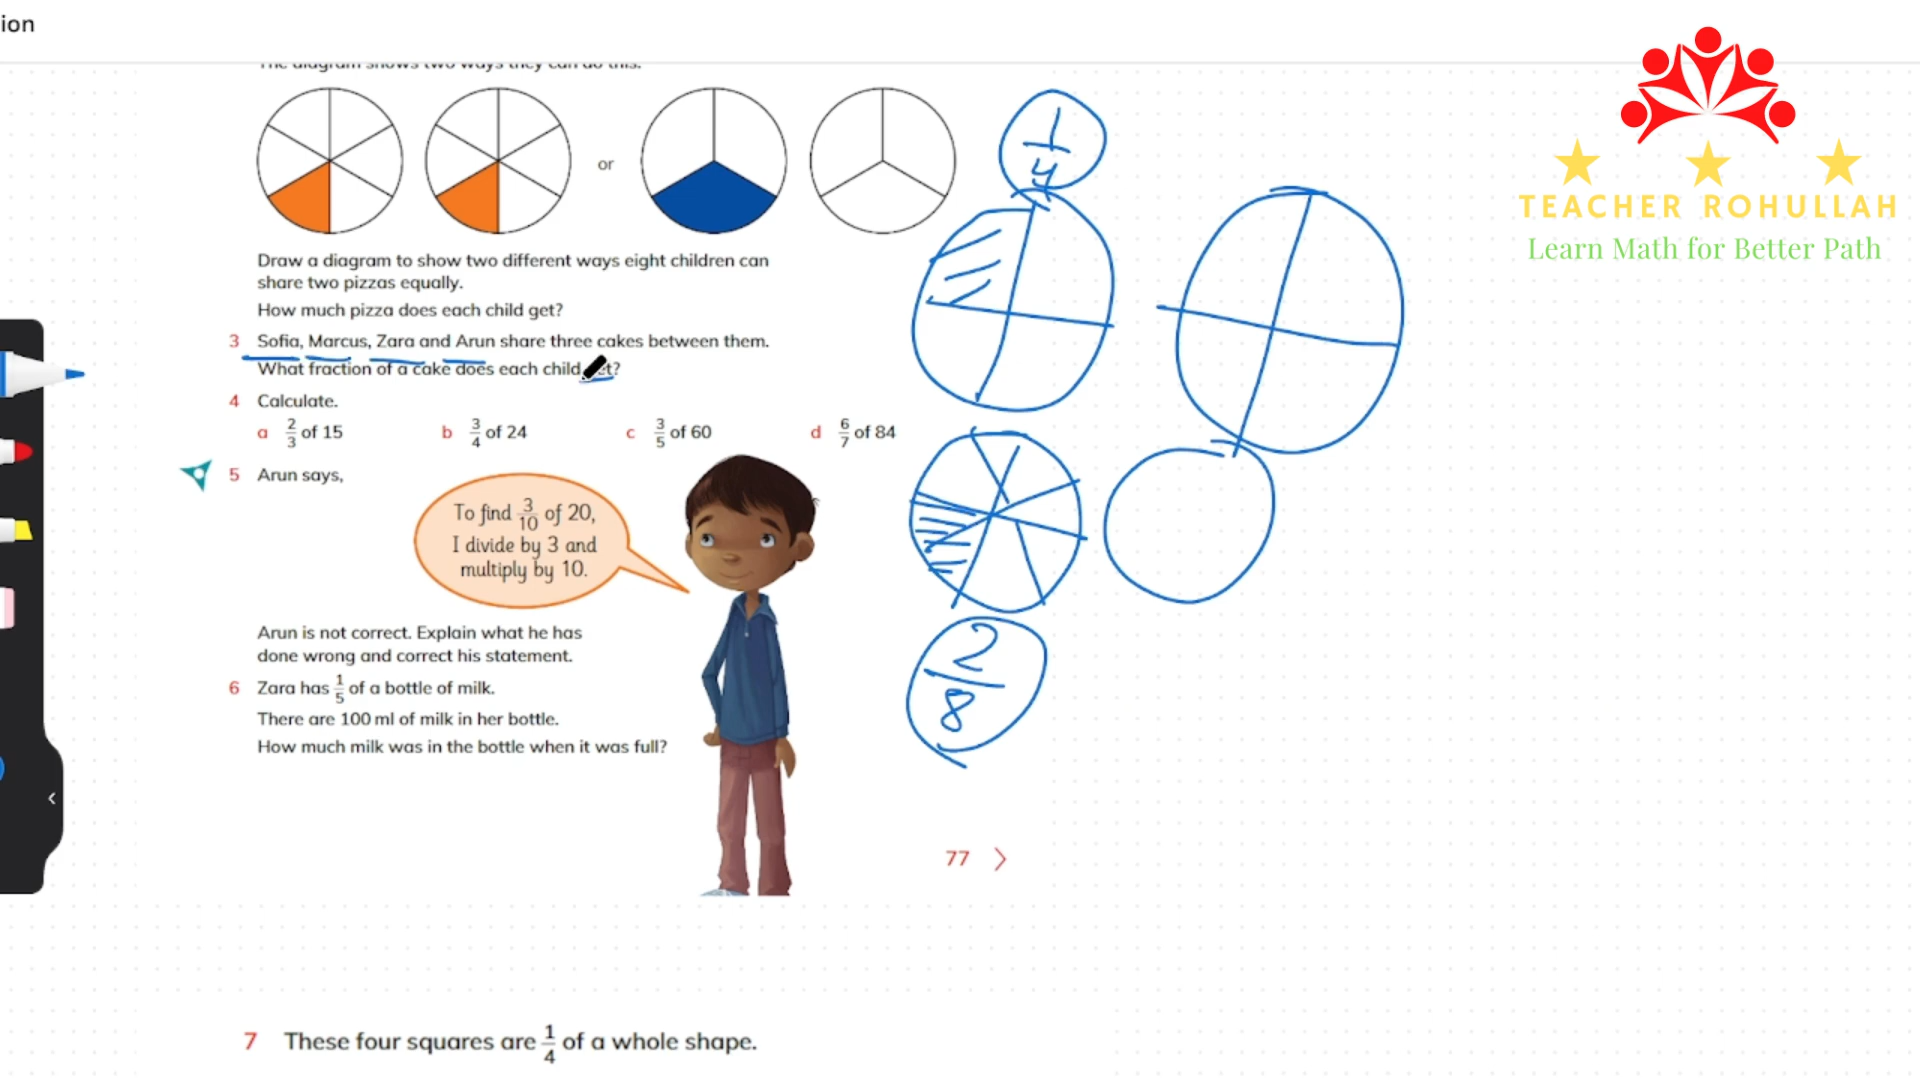 ion
The diagram shows two ways they can do this.
or
Draw a diagram to show two different ways eight children can
share two pizzas equally.
How much pizza does each child get?
3 Sofia, Marcus, Zara and Arun share three cakes between them.
What fraction of a cake does each child
4 Calculate.
a 2/3 of 15 b 3/4 of 24 c 3/5 of 60 d 6/7 of 84
5 Arun says,
To find 3/10 of 20,
I divide by 3 and
multiply by 10.
Arun is not correct. Explain what he has
done wrong and correct his statement.
6 Zara has 1/5 of a bottle of milk.
There are 100 ml of milk in her bottle.
How much milk was in the bottle when it was full?
77
7 These four squares are 1/4 of a whole shape.
1/4
2/8
TEACHER ROHULLAH
Learn Math for Better Path